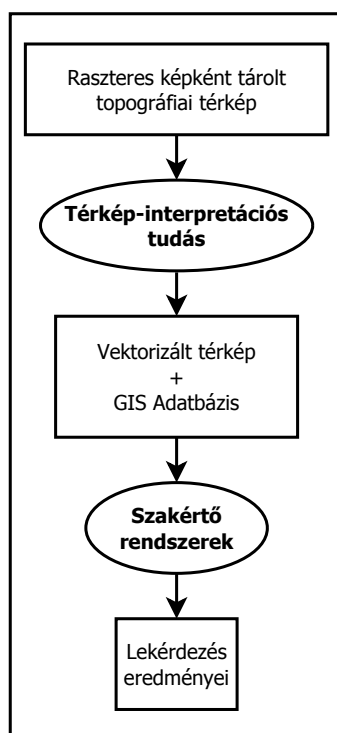 Raszteres képként tárolt
topográfiai térkép
Térkép-interpretációs
tudás
Vektorizált térkép
+
GIS Adatbázis
Szakértő
rendszerek
Lekérdezés
eredményei